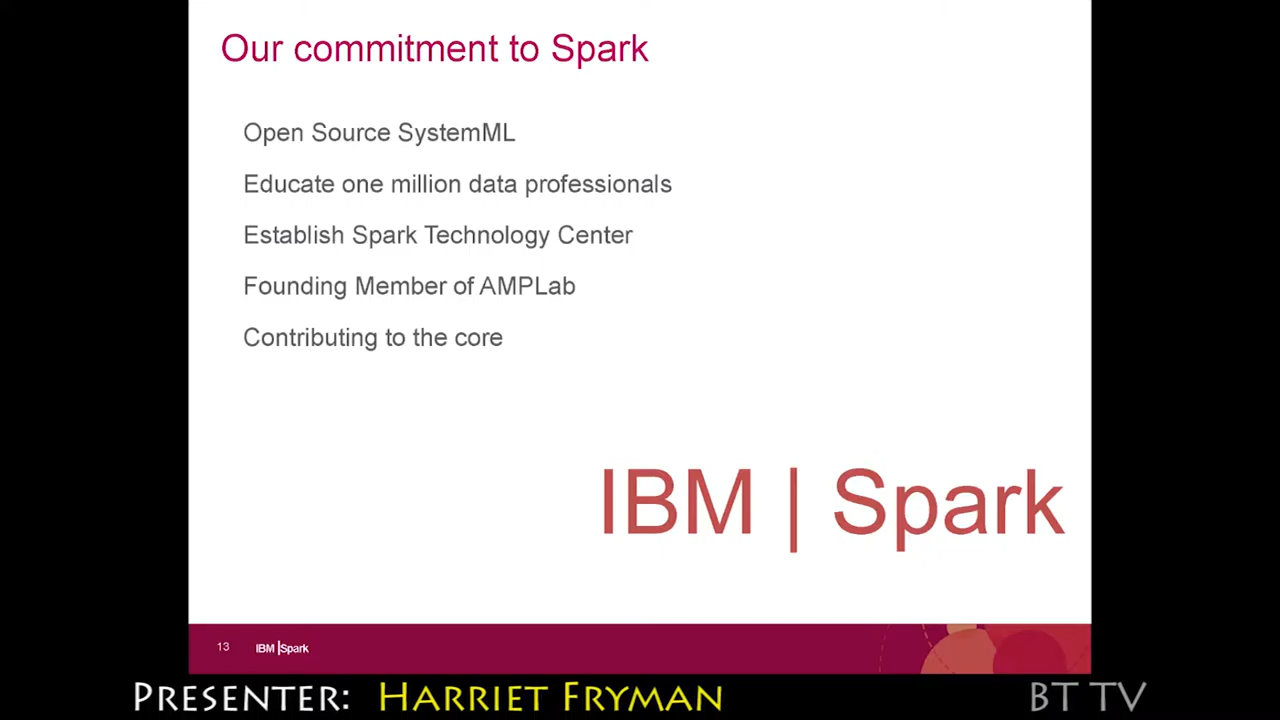 Our commitment to Spark
Open Source SystemML
Educate one million data professionals
Establish Spark Technology Center
Founding Member of AMPLab
Contributing to the core
IBM | Spark
13 IBM |Spark
PRESENTER: HARRIET FRYMAN BT TV